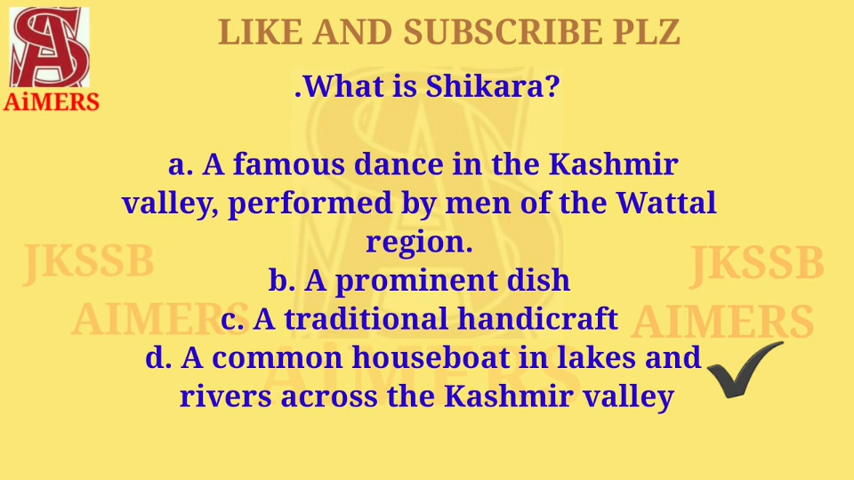 LIKE AND SUBSCRIBE PLZ
AiMERS
.What is Shikara?
a. A famous dance in the Kashmir
valley, performed by men of the Wattal
region.
b. A prominent dish
c. A traditional handicraft
d. A common houseboat in lakes and
rivers across the Kashmir valley
JKSSB
AIMERS
JKSSB
AIMERS
AiMERS